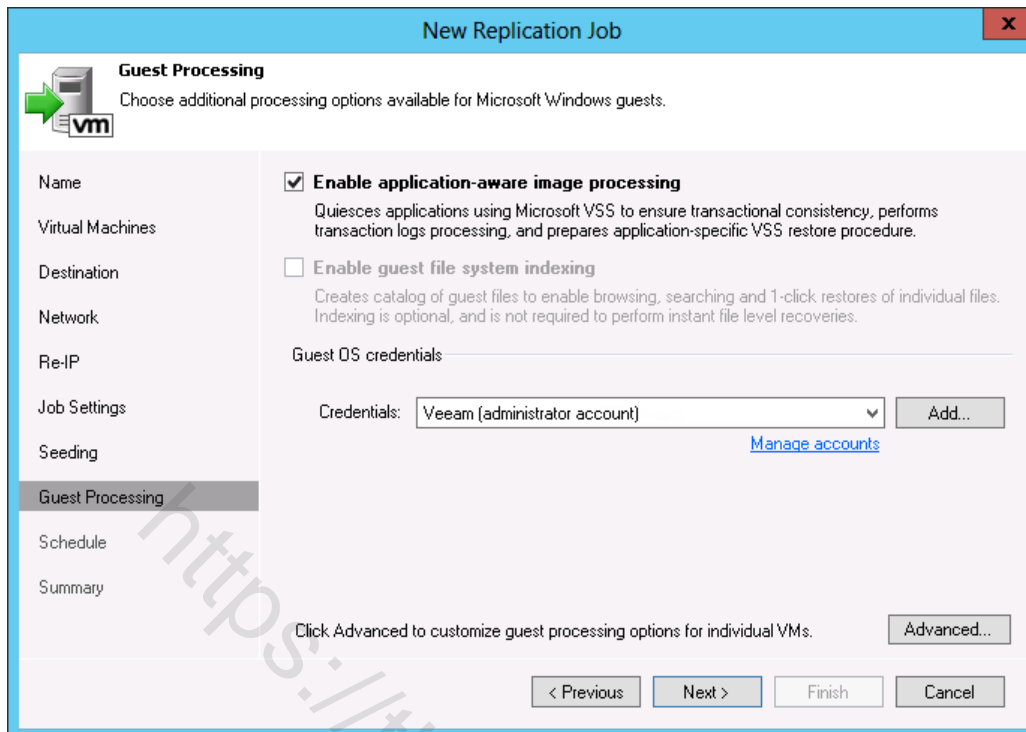 New Replication Job
x
Guest Processing
Choose additional processing options available for Microsoft Windows guests.
vm
Name
Virtual Machines
Destination
Network
Re-IP
Job Settings
Seeding
Guest Processing
Schedule
Summary
Enable application-aware image processing
Quiesces applications using Microsoft VSS to ensure transactional consistency, performs
transaction logs processing, and prepares application-specific VSS restore procedure.
Enable guest file system indexing
Creates catalog of guest files to enable browsing, searching and 1-click restores of individual files.
Indexing is optional, and is not required to perform instant file level recoveries.
Guest OS credentials
Credentials: Veeam (administrator account) Add...
Manage accounts
Click Advanced to customize guest processing options for individual VMs. Advanced...
< Previous Next > Finish Cancel